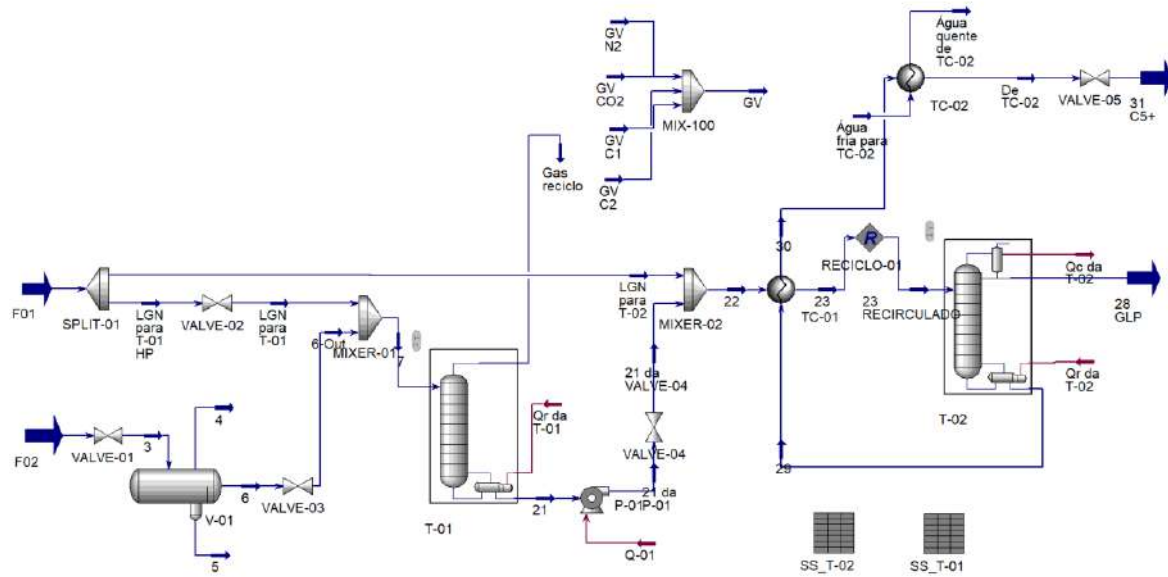 GV
N2
GV
CO2
GV
C1
GV
C2
MIX-100
GV
Água
quente
de
TC-02
TC-02
Água
fria para
TC-02
De
TC-02
VALVE-05
31
C5+
Gas
reciclo
F01
SPLIT-01
LGN
para
T-01
HP
VALVE-02
LGN
para
T-01
6-Out
MIXER-01
7
LGN
para
T-02
MIXER-02
22
30
TC-01
23
RECICLO-01
R
23
RECIRCULADO
Qc da
T-02
28
GLP
Qr da
T-02
T-02
29
F02
VALVE-01
3
4
V-01
6
5
VALVE-03
T-01
Qr da
T-01
21
P-01
21 da
P-01
Q-01
VALVE-04
21 da
VALVE-04
SS_T-02
SS_T-01